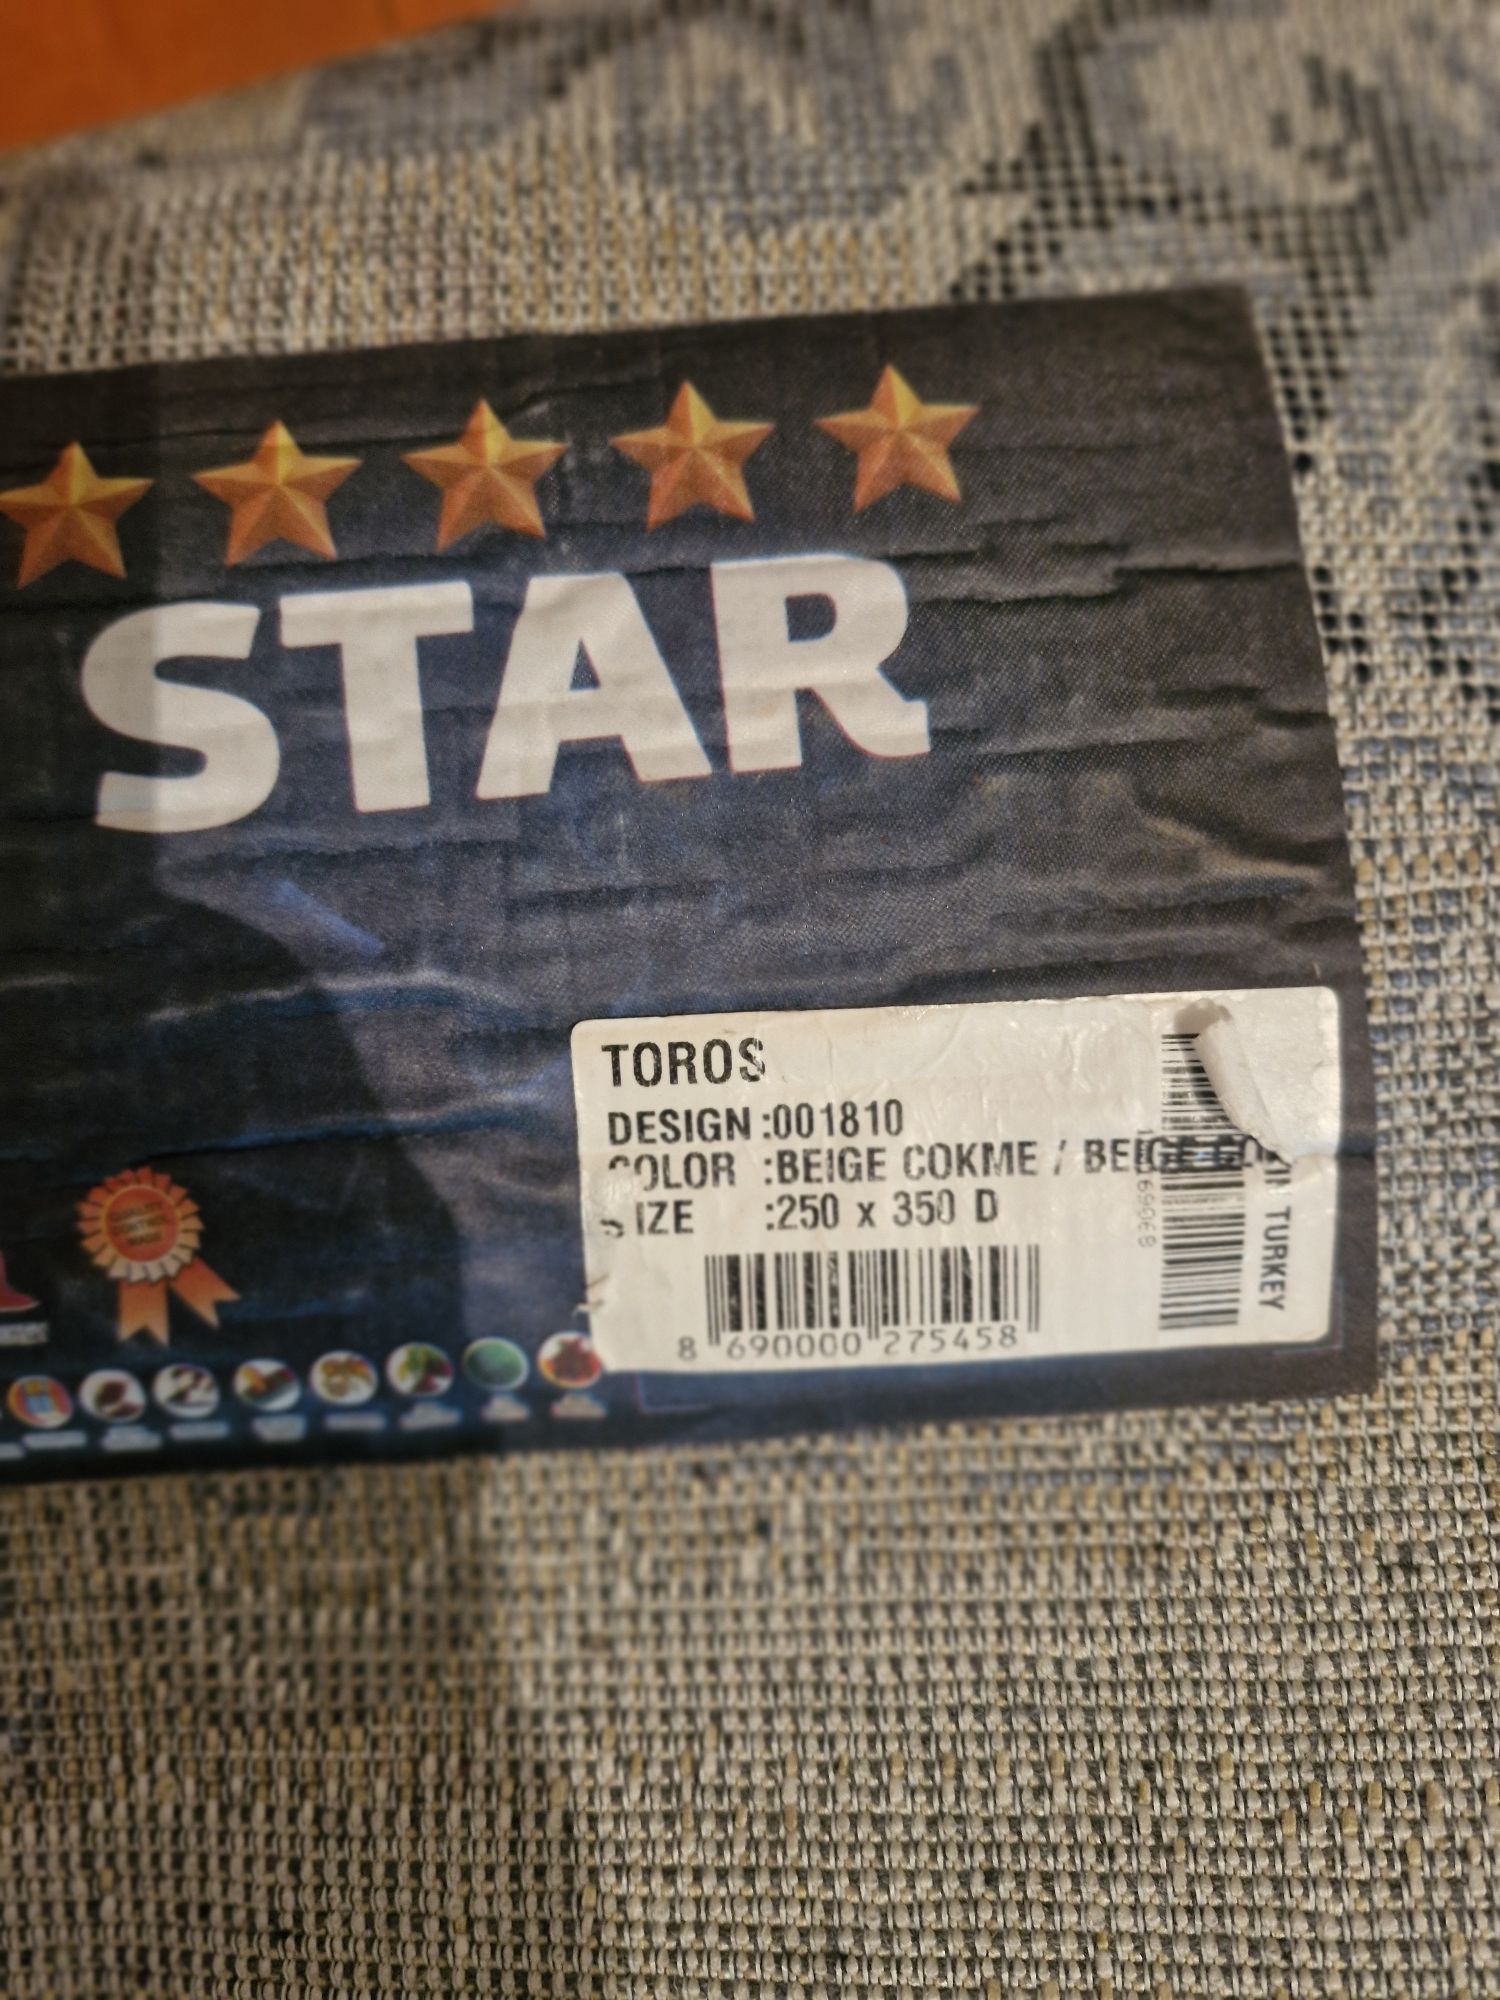 STAR
TOROS
DESIGN :001810
COLOR :BEIGE COKME / BEIGE
SIZE :250 x 350 D
8 690000 275458
TURKEY